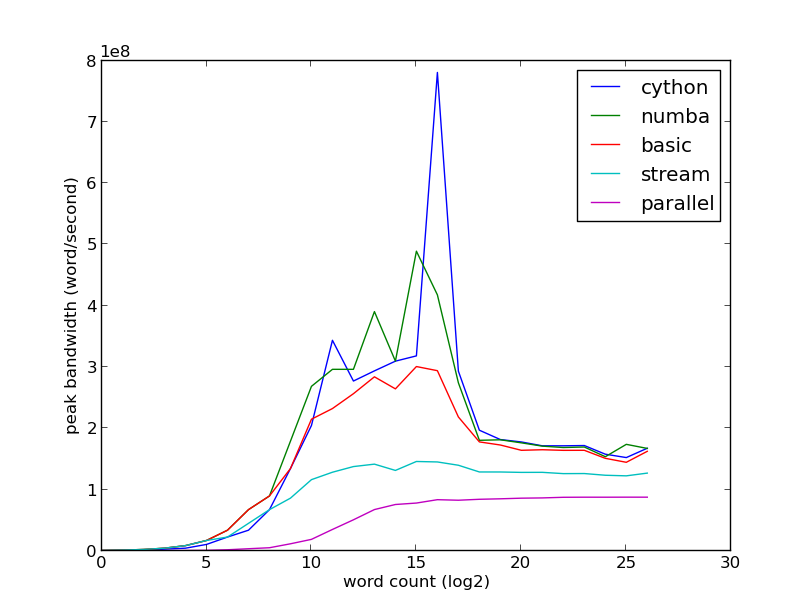 1e8
8
7
6
5
4
3
2
1
0
peak bandwidth (word/second)
cython
numba
basic
stream
parallel
0 5 10 15 20 25 30
word count (log2)